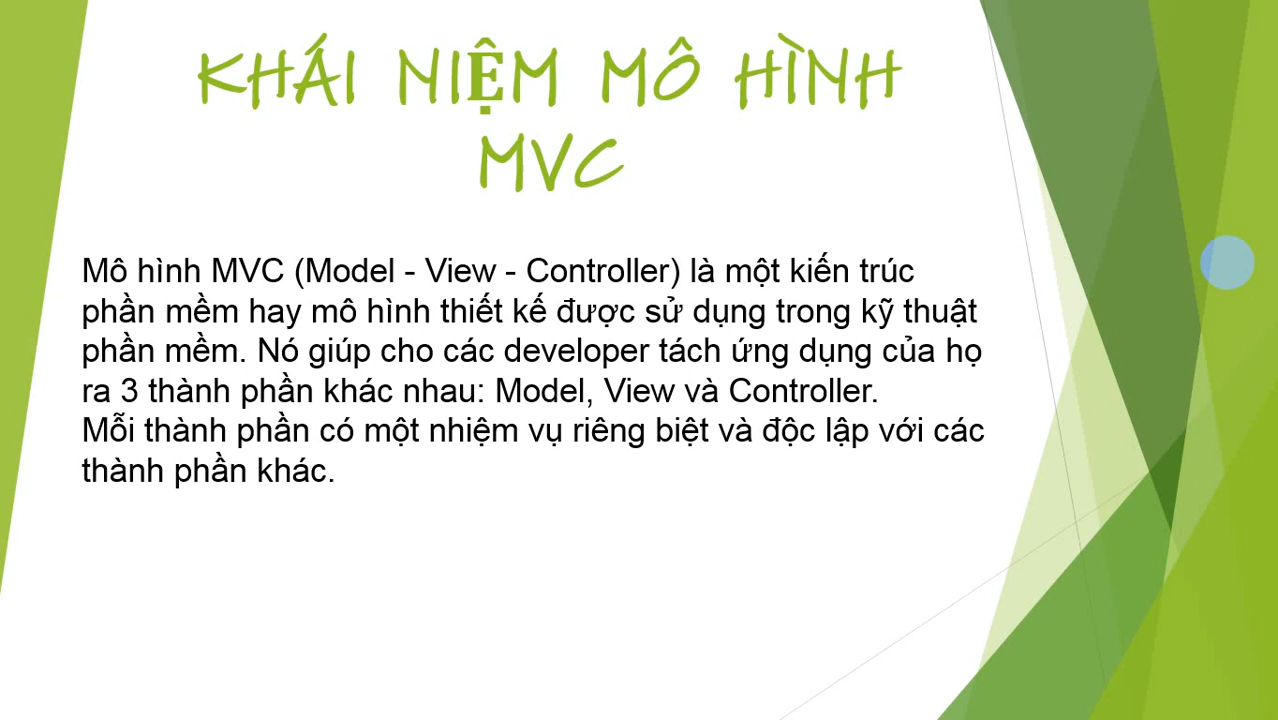 KHÁI NIỆM MÔ HÌNH
MVC
Mô hình MVC (Model - View - Controller) là một kiến trúc
phần mềm hay mô hình thiết kế được sử dụng trong kỹ thuật
phần mềm. Nó giúp cho các developer tách ứng dụng của họ
ra 3 thành phần khác nhau: Model, View và Controller.
Mỗi thành phần có một nhiệm vụ riêng biệt và độc lập với các
thành phần khác.